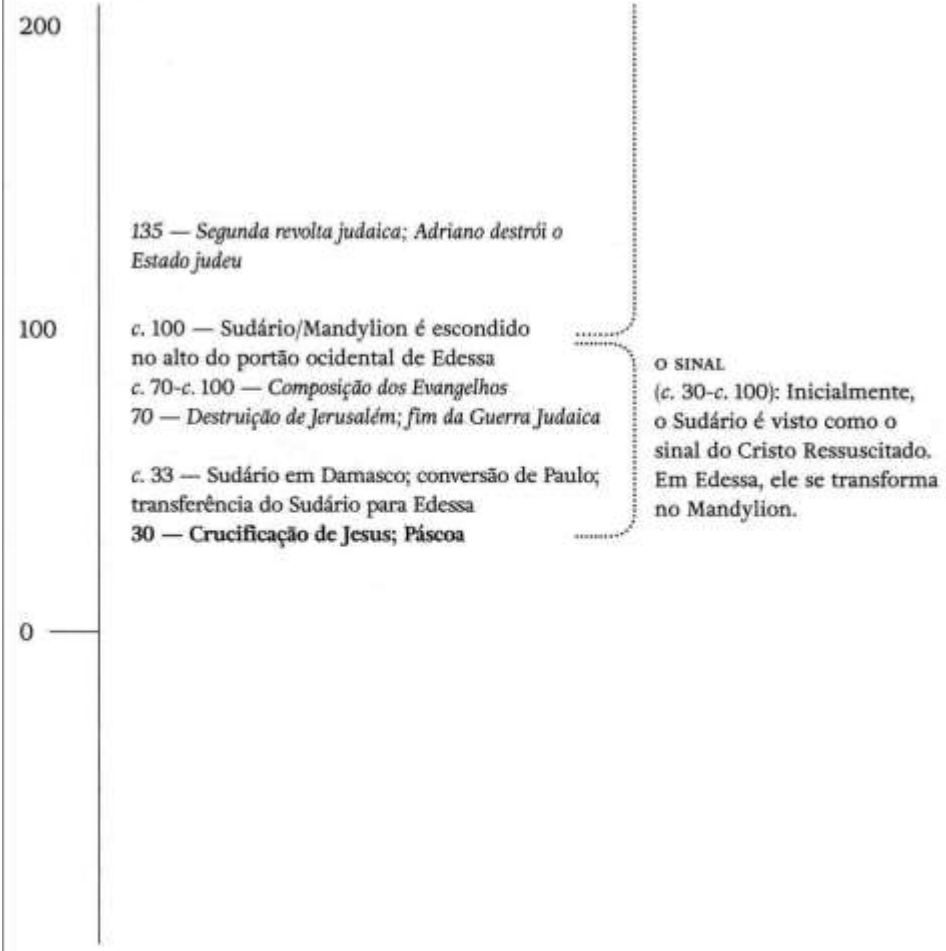 200
135 — Segunda revolta judaica; Adriano destrói o
Estado judeu
100
c. 100 — Sudário/Mandylion é escondido
no alto do portão ocidental de Edessa
c. 70-c. 100 — Composição dos Evangelhos
70 — Destruição de Jerusalém; fim da Guerra Judaica
c. 33 — Sudário em Damasco; conversão de Paulo;
transferência do Sudário para Edessa
30 — Crucificação de Jesus; Páscoa
O SINAL
(c. 30-c. 100): Inicialmente,
o Sudário é visto como o
sinal do Cristo Ressuscitado.
Em Edessa, ele se transforma
no Mandylion.
0